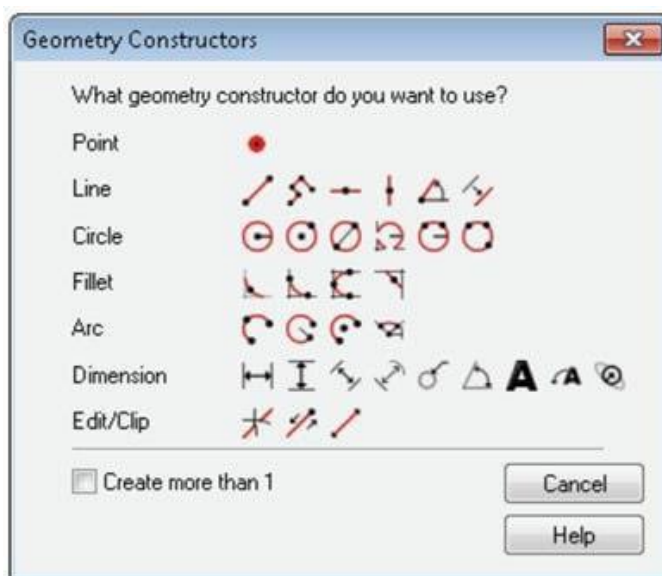 Geometry Constructors
What geometry constructor do you want to use?
Point
Line
Circle
Fillet
Arc
Dimension
A
A
Edit/Clip
Create more than 1
Cancel
Help